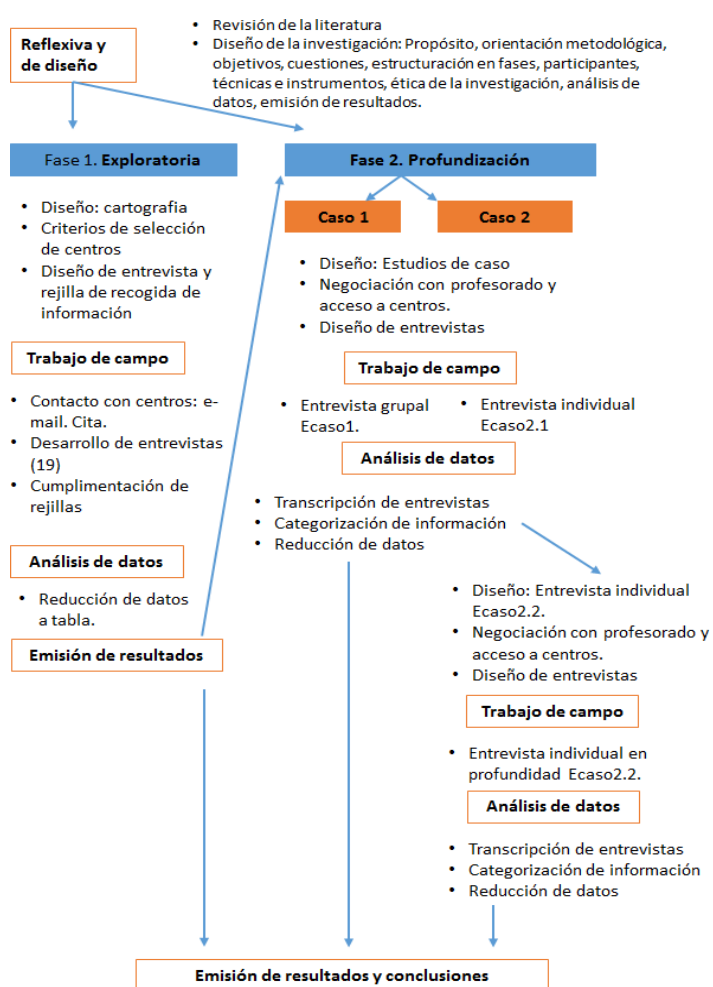 Reflexiva y
de diseño
• Revisión de la literatura
• Diseño de la investigación: Propósito, orientación metodológica,
objetivos, cuestiones, estructuración en fases, participantes,
técnicas e instrumentos, ética de la investigación, análisis de
datos, emisión de resultados.
Fase 1. Exploratoria
• Diseño: cartografia
• Criterios de selección
de centros
• Diseño de entrevista y
rejilla de recogida de
información
Trabajo de campo
• Contacto con centros: e-
mail. Cita.
• Desarrollo de entrevistas
(19)
• Cumplimentación de
rejillas
Análisis de datos
• Reducción de datos
a tabla.
Emisión de resultados
Fase 2. Profundización
Caso 1
Caso 2
• Diseño: Estudios de caso
• Negociación con profesorado y
acceso a centros.
• Diseño de entrevistas
Trabajo de campo
• Entrevista grupal
Ecaso1.
• Entrevista individual
Ecaso2.1
Análisis de datos
• Transcripción de entrevistas
• Categorización de información
• Reducción de datos
• Diseño: Entrevista individual
Ecaso2.2.
• Negociación con profesorado y
acceso a centros.
• Diseño de entrevistas
Trabajo de campo
• Entrevista individual en
profundidad Ecaso2.2.
Análisis de datos
• Transcripción de entrevistas
• Categorización de información
• Reducción de datos
Emisión de resultados y conclusiones